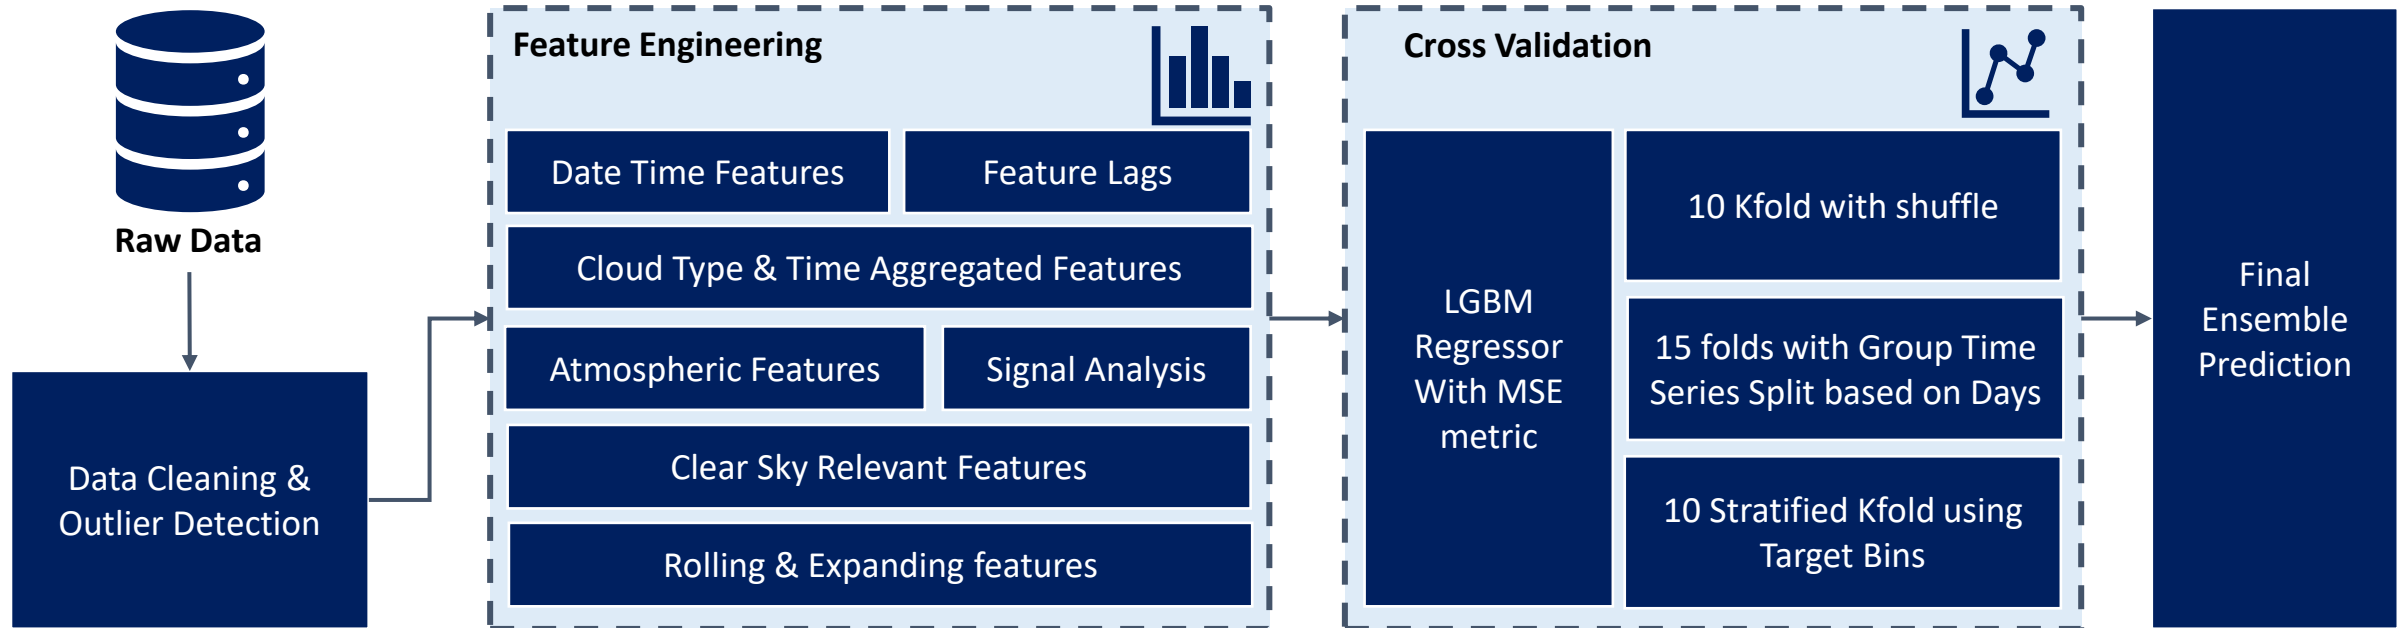 Raw Data
Data Cleaning &
Outlier Detection
Feature Engineering
Date Time Features
Feature Lags
Cloud Type & Time Aggregated Features
Atmospheric Features
Signal Analysis
Clear Sky Relevant Features
Rolling & Expanding features
Cross Validation
LGBM
Regressor
With MSE
metric
10 Kfold with shuffle
15 folds with Group Time
Series Split based on Days
10 Stratified Kfold using
Target Bins
Final
Ensemble
Prediction